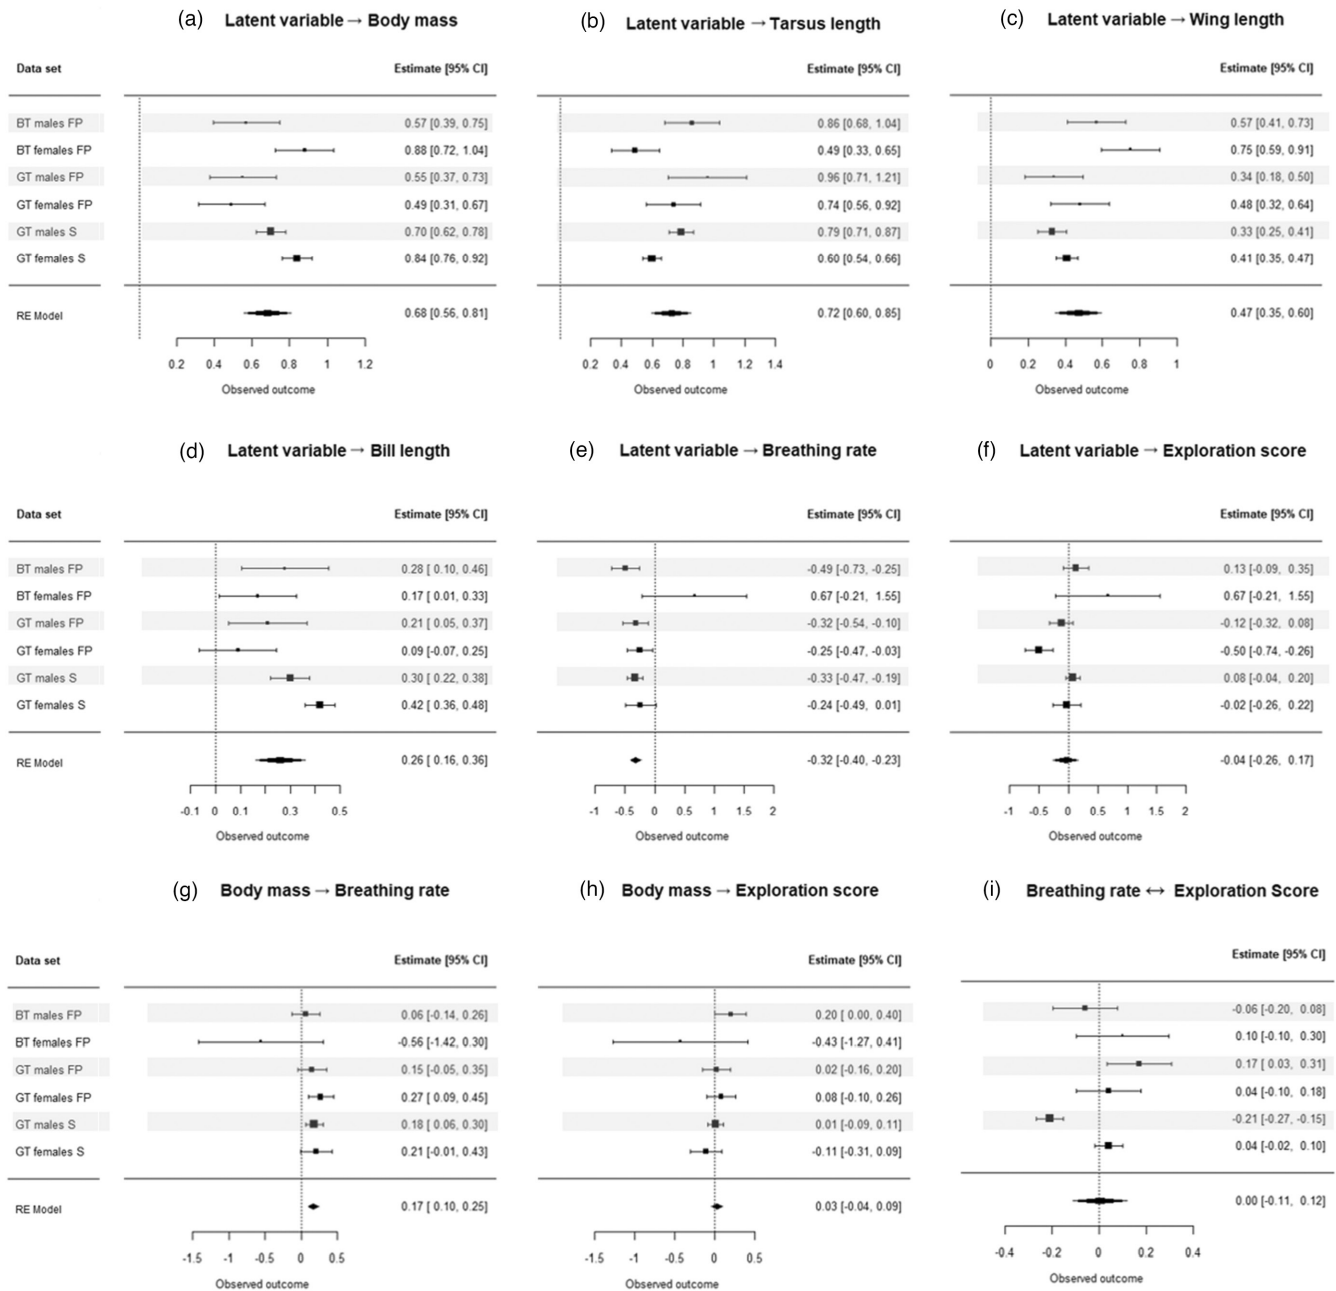 (a) Latent variable → Body mass
Data set Estimate [95% CI]
BT males FP 0.57 [0.39, 0.75]
BT females FP 0.88 [0.72, 1.04]
GT males FP 0.55 [0.37, 0.73]
GT females FP 0.49 [0.31, 0.67]
GT males S 0.70 [0.62, 0.78]
GT females S 0.84 [0.76, 0.92]
RE Model 0.68 [0.56, 0.81]
0.2 0.4 0.6 0.8 1 1.2
Observed outcome
(b) Latent variable → Tarsus length
Estimate [95% CI]
0.86 [0.68, 1.04]
0.49 [0.33, 0.65]
0.96 [0.71, 1.21]
0.74 [0.56, 0.92]
0.79 [0.71, 0.87]
0.60 [0.54, 0.66]
0.72 [0.60, 0.85]
0.2 0.4 0.6 0.8 1 1.2 1.4
Observed outcome
(c) Latent variable → Wing length
Estimate [95% CI]
0.57 [0.41, 0.73]
0.75 [0.59, 0.91]
0.34 [0.18, 0.50]
0.48 [0.32, 0.64]
0.33 [0.25, 0.41]
0.41 [0.35, 0.47]
0.47 [0.35, 0.60]
0 0.2 0.4 0.6 0.8 1
Observed outcome
(d) Latent variable → Bill length
Data set Estimate [95% CI]
BT males FP 0.28 [ 0.10, 0.46]
BT females FP 0.17 [ 0.01, 0.33]
GT males FP 0.21 [ 0.05, 0.37]
GT females FP 0.09 [-0.07, 0.25]
GT males S 0.30 [ 0.22, 0.38]
GT females S 0.42 [ 0.36, 0.48]
RE Model 0.26 [ 0.16, 0.36]
-0.1 0 0.1 0.3 0.5
Observed outcome
(e) Latent variable → Breathing rate
Estimate [95% CI]
-0.49 [-0.73, -0.25]
0.67 [-0.21, 1.55]
-0.32 [-0.54, -0.10]
-0.25 [-0.47, -0.03]
-0.33 [-0.47, -0.19]
-0.24 [-0.49, 0.01]
-0.32 [-0.40, -0.23]
-1 -0.5 0 0.5 1 1.5 2
Observed outcome
(f) Latent variable → Exploration score
Estimate [95% CI]
0.13 [-0.09, 0.35]
0.67 [-0.21, 1.55]
-0.12 [-0.32, 0.08]
-0.50 [-0.74, -0.26]
0.08 [-0.04, 0.20]
-0.02 [-0.26, 0.22]
-0.04 [-0.26, 0.17]
-1 -0.5 0 0.5 1 1.5 2
Observed outcome
(g) Body mass → Breathing rate
Data set Estimate [95% CI]
BT males FP 0.06 [-0.14, 0.26]
BT females FP -0.56 [-1.42, 0.30]
GT males FP 0.15 [-0.05, 0.35]
GT females FP 0.27 [ 0.09, 0.45]
GT males S 0.18 [ 0.06, 0.30]
GT females S 0.21 [-0.01, 0.43]
RE Model 0.17 [ 0.10, 0.25]
-1.5 -1 -0.5 0 0.5
Observed outcome
(h) Body mass → Exploration score
Estimate [95% CI]
0.20 [ 0.00, 0.40]
-0.43 [-1.27, 0.41]
0.02 [-0.16, 0.20]
0.08 [-0.10, 0.26]
0.01 [-0.09, 0.11]
-0.11 [-0.31, 0.09]
0.03 [-0.04, 0.09]
-1.5 -1 -0.5 0 0.5
Observed outcome
(i) Breathing rate ↔ Exploration Score
Estimate [95% CI]
-0.06 [-0.20, 0.08]
0.10 [-0.10, 0.30]
0.17 [ 0.03, 0.31]
0.04 [-0.10, 0.18]
-0.21 [-0.27, -0.15]
0.04 [-0.02, 0.10]
0.00 [-0.11, 0.12]
-0.4 -0.2 0 0.2 0.4
Observed outcome